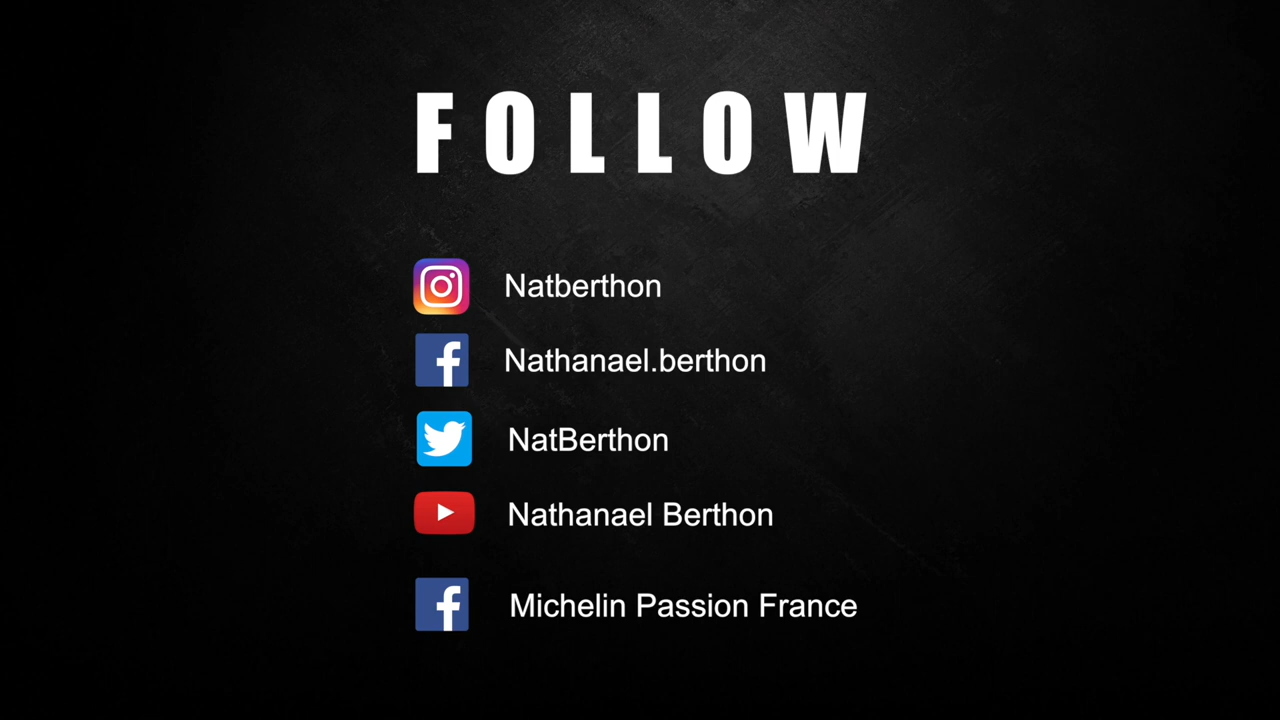 FOLLOW
Natberthon
Nathanael.berthon
NatBerthon
Nathanael Berthon
Michelin Passion France